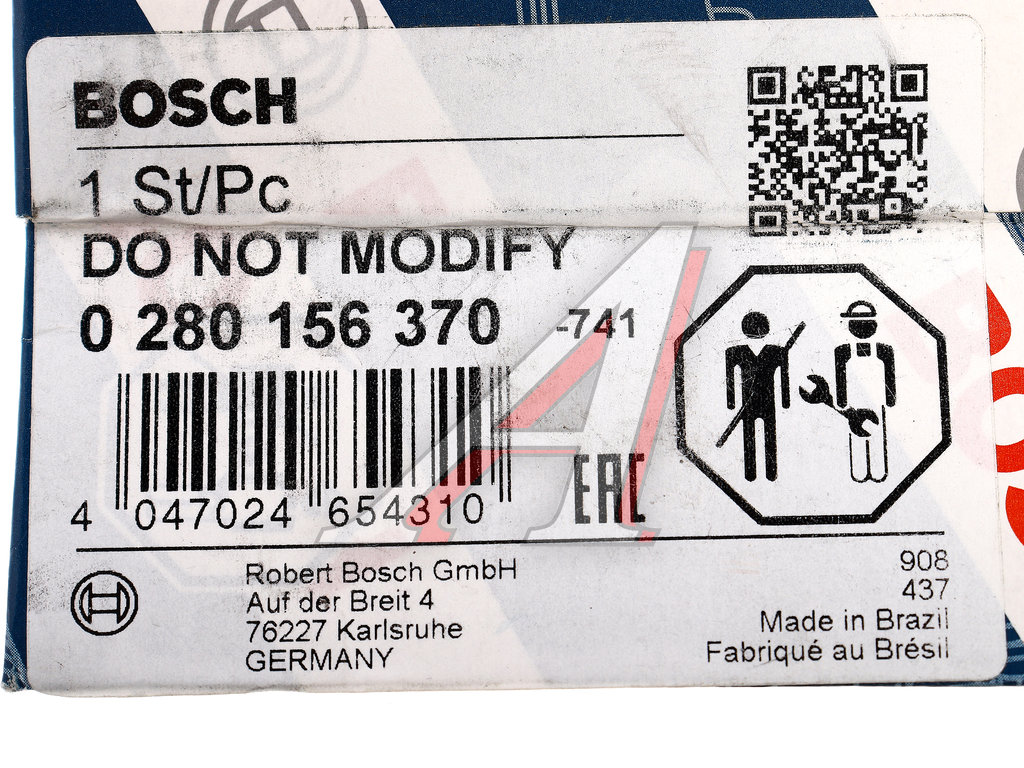 BOSCH
1 St/Pc
DO NOT MODIFY
0 280 156 370 -741
4 047024 654310
EAC
Robert Bosch GmbH
Auf der Breit 4
76227 Karlsruhe
GERMANY
908
437
Made in Brazil
Fabriqué au Brésil